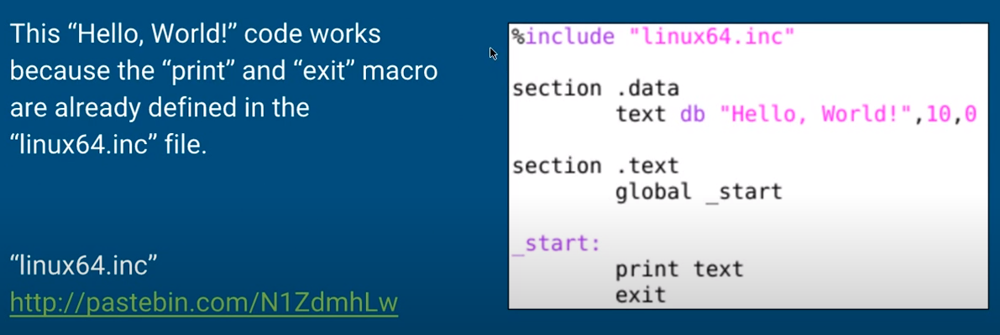 This “Hello, World!” code works
because the “print” and “exit” macro
are already defined in the
“linux64.inc” file.
“linux64.inc”
http://pastebin.com/N1ZdmhLw
%include "linux64.inc"
section .data
text db "Hello, World!",10,0
section .text
global _start
_start:
print text
exit